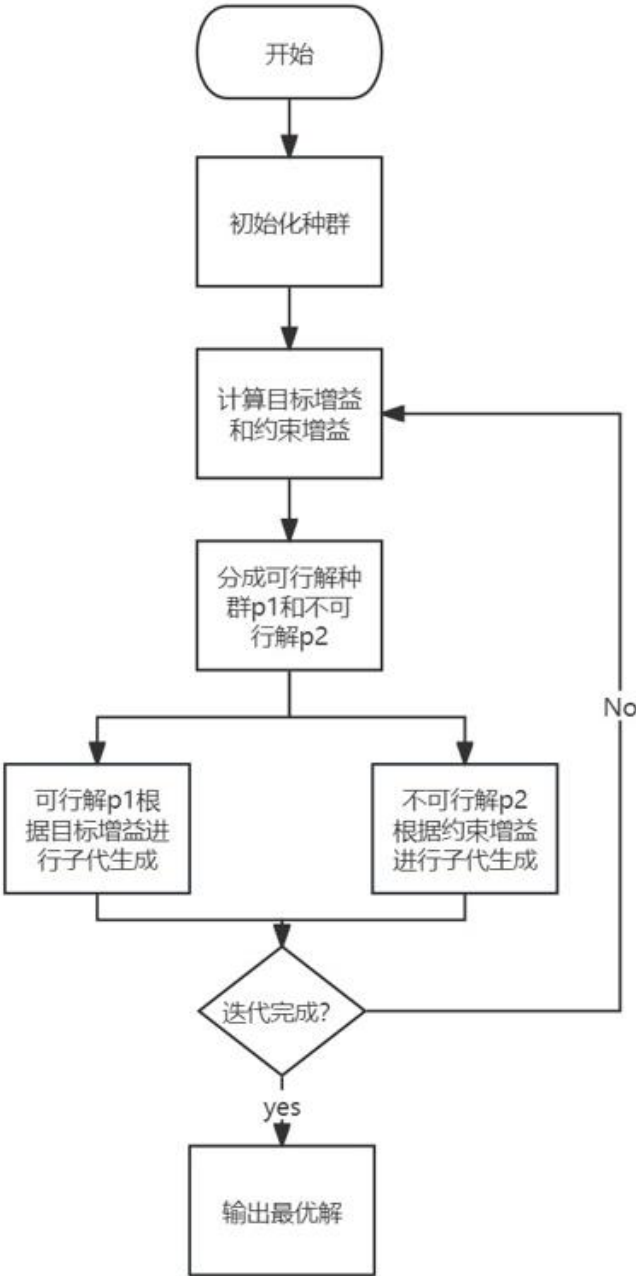 开始
初始化种群
计算目标增益
和约束增益
分成可行解种
群p1和不可
行解p2
No
可行解p1根
据目标增益进
行子代生成
不可行解p2
根据约束增益
进行子代生成
迭代完成?
yes
输出最优解